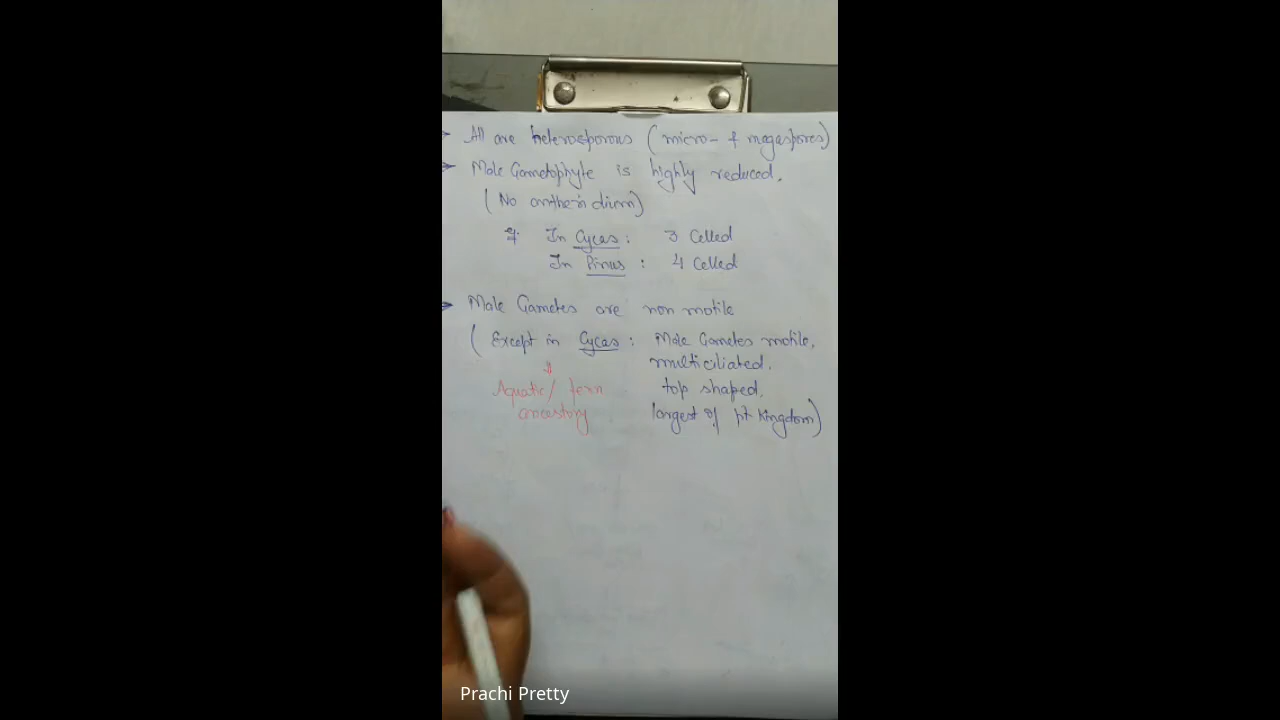 → All are heterosporous (micro- & megaspores)
→ Male Gametophyte is highly reduced.
(No antheridium)
In Cycas : 3 Celled
In Pinus : 4 Celled
→ Male Gametes are non motile
(Except in Cycas : Male Gametes motile,
multiciliated,
Aquatic/ fern top shaped,
ancestory largest of pt Kingdom)
Prachi Pretty